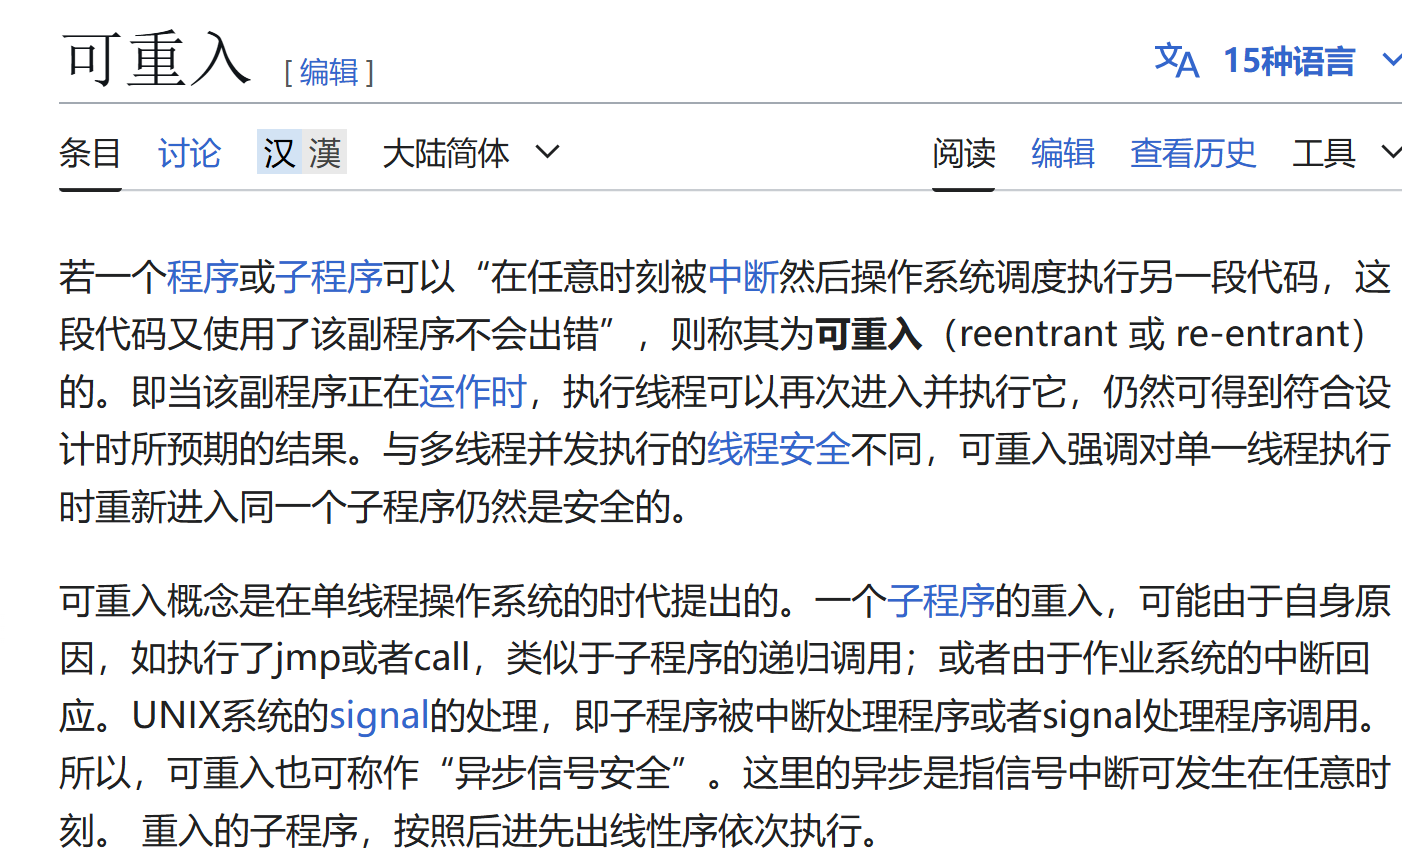 可重入 [编辑] 15种语言
条目 讨论 汉 漢 大陆简体 阅读 编辑 查看历史 工具
若一个程序或子程序可以“在任意时刻被中断然后操作系统调度执行另一段代码，这
段代码又使用了该副程序不会出错”，则称其为可重入（reentrant 或 re-entrant）
的。即当该副程序正在运作时，执行线程可以再次进入并执行它，仍然可得到符合设
计时所预期的结果。与多线程并发执行的线程安全不同，可重入强调对单一线程执行
时重新进入同一个子程序仍然是安全的。
可重入概念是在单线程操作系统的时代提出的。一个子程序的重入，可能由于自身原
因，如执行了jmp或者call，类似于子程序的递归调用；或者由于作业系统的中断回
应。UNIX系统的signal的处理，即子程序被中断处理程序或者signal处理程序调用。
所以，可重入也可称作“异步信号安全”。这里的异步是指信号中断可发生在任意时
刻。 重入的子程序，按照后进先出线性序依次执行。